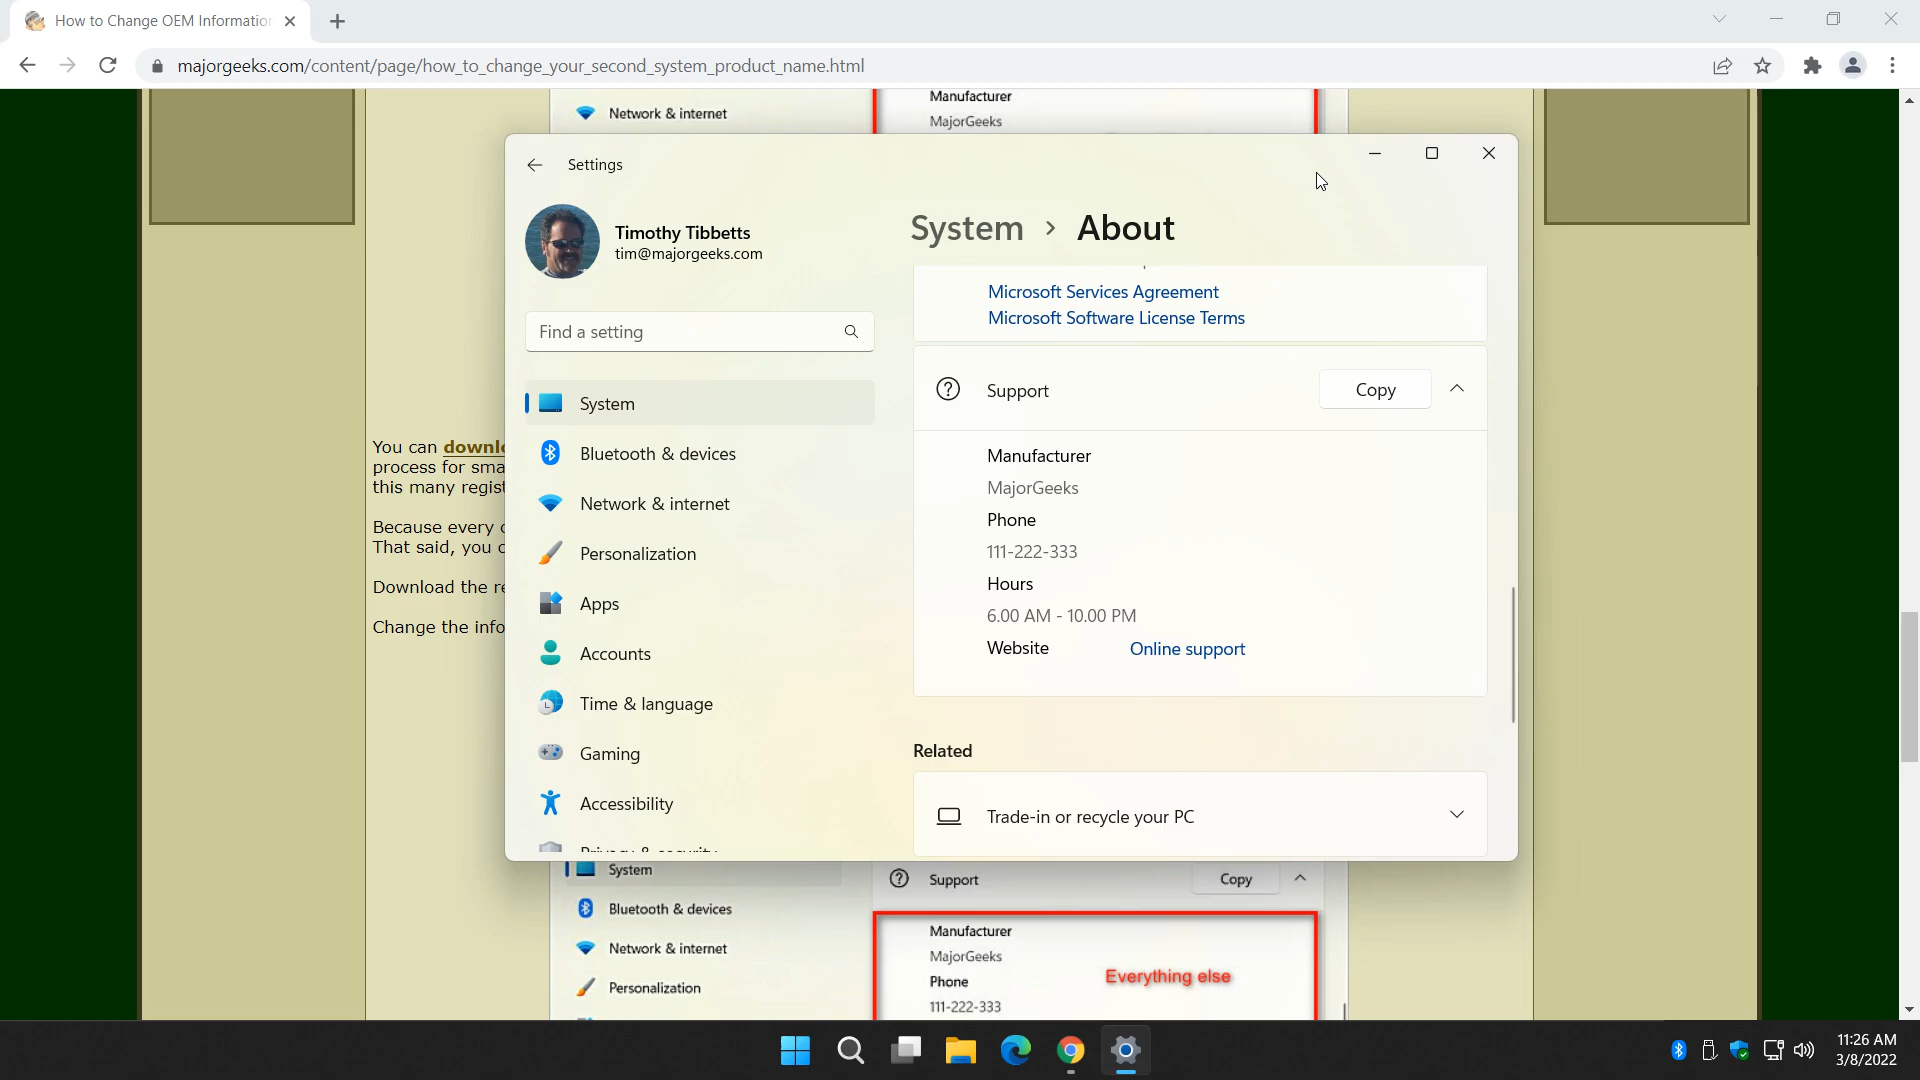 How to Change OEM Informatio
majorgeeks.com/content/page/how_to_change_your_second_system_product_name.html
Network & internet
Manufacturer
MajorGeeks
Settings
Timothy Tibbetts
tim@majorgeeks.com
System > About
Find a setting
Microsoft Services Agreement
Microsoft Software License Terms
System
Bluetooth & devices
Network & internet
Personalization
Apps
Accounts
Time & language
Gaming
Accessibility
Privacy & security
Support
Copy
Manufacturer
MajorGeeks
Phone
111-222-333
Hours
6.00 AM - 10.00 PM
Website Online support
Related
Trade-in or recycle your PC
You can downl
process for sma
this many regist
Because every
That said, you
Download the re
Change the info
System
Bluetooth & devices
Network & internet
Personalization
Support
Copy
Manufacturer
MajorGeeks
Phone
111-222-333
Everything else
11:26 AM
3/8/2022